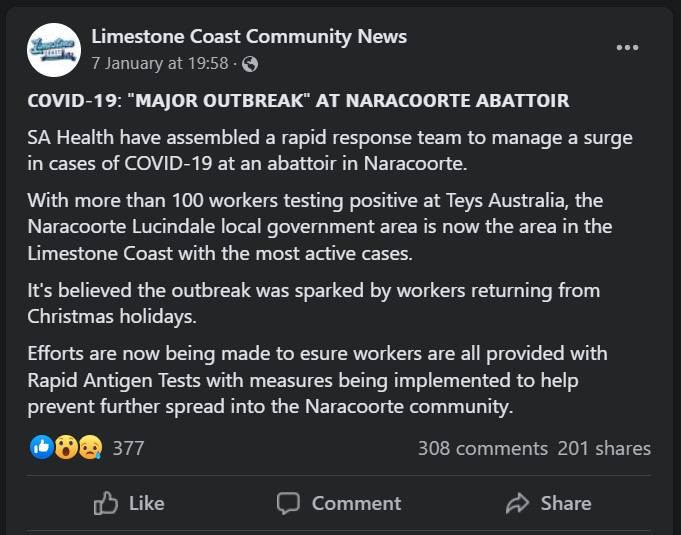 Limestone Coast Community News
7 January at 19:58 ·
COVID-19: "MAJOR OUTBREAK" AT NARACOORTE ABATTOIR
SA Health have assembled a rapid response team to manage a surge
in cases of COVID-19 at an abattoir in Naracoorte.
With more than 100 workers testing positive at Teys Australia, the
Naracoorte Lucindale local government area is now the area in the
Limestone Coast with the most active cases.
It's believed the outbreak was sparked by workers returning from
Christmas holidays.
Efforts are now being made to esure workers are all provided with
Rapid Antigen Tests with measures being implemented to help
prevent further spread into the Naracoorte community.
377 308 comments 201 shares
Like Comment Share